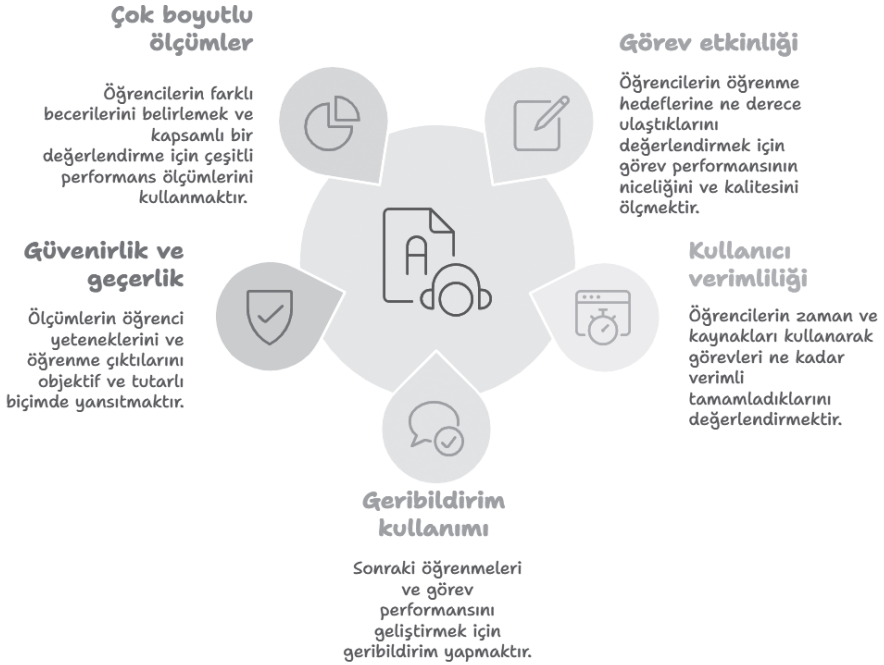 Çok boyutlu
ölçümler
Öğrencilerin farklı
becerilerini belirlemek ve
kapsamlı bir
değerlendirme için çeşitli
performans ölçümlerini
kullanmaktır.
Görev etkinliği
Öğrencilerin öğrenme
hedeflerine ne derece
ulaştıklarını
değerlendirmek için
görev performansının
niceliğini ve kalitesini
ölçmektir.
Güvenirlik ve
geçerlik
Ölçümlerin öğrenci
yeteneklerini ve
öğrenme çıktılarını
objektif ve tutarlı
biçimde yansıtmaktır.
A
Kullanıcı
verimliliği
Öğrencilerin zaman ve
kaynakları kullanarak
görevleri ne kadar
verimli
tamamladıklarını
değerlendirmektir.
Geribildirim
kullanımı
Sonraki öğrenmeleri
ve görev
performansını
geliştirmek için
geribildirim yapmaktır.